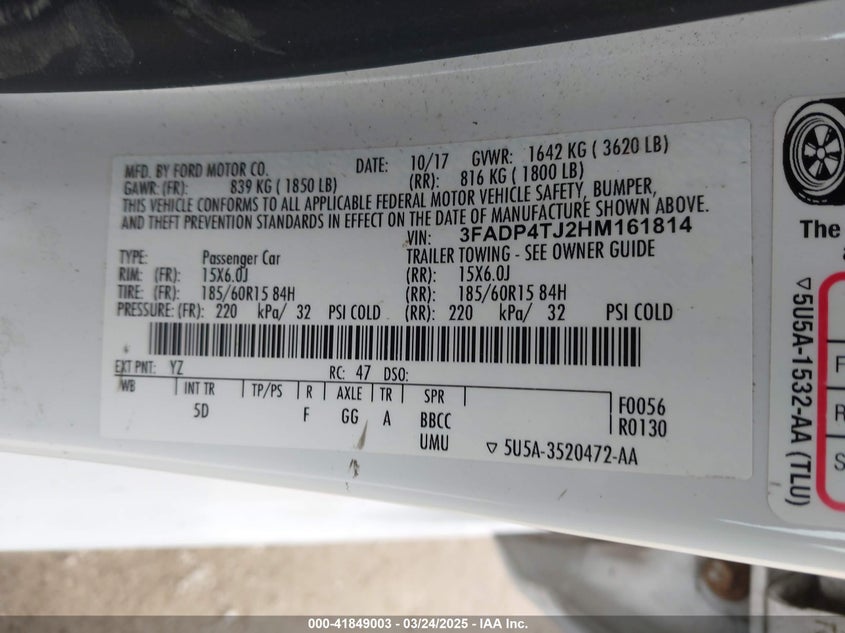 MFD. BY FORD MOTOR CO. DATE: 10/17 GVWR: 1642 KG ( 3620 LB)
GAWR: (FR): 839 KG ( 1850 LB) (RR): 816 KG ( 1800 LB)
THIS VEHICLE CONFORMS TO ALL APPLICABLE FEDERAL MOTOR VEHICLE SAFETY, BUMPER,
AND THEFT PREVENTION STANDARDS IN EFFECT ON THE DATE OF MANUFACTURE SHOWN ABOVE.
VIN: 3FADP4TJ2HM161814
TYPE: Passenger Car TRAILER TOWING - SEE OWNER GUIDE
RIM: (FR): 15X6.0J (RR): 15X6.0J
TIRE: (FR): 185/60R15 84H (RR): 185/60R15 84H
PRESSURE: (FR): 220 kPa/ 32 PSI COLD (RR): 220 kPa/ 32 PSI COLD
EXT PNT: YZ RC: 47 DSO:
WB INT TR TP/PS R AXLE TR SPR F0056
5D F GG A BBCC R0130
UMU ▽ 5U5A-3520472-AA
The
▽ 5U5A-1532-AA (TLU)
F
R
S
000-41849003 - 03/24/2025 - IAA Inc.